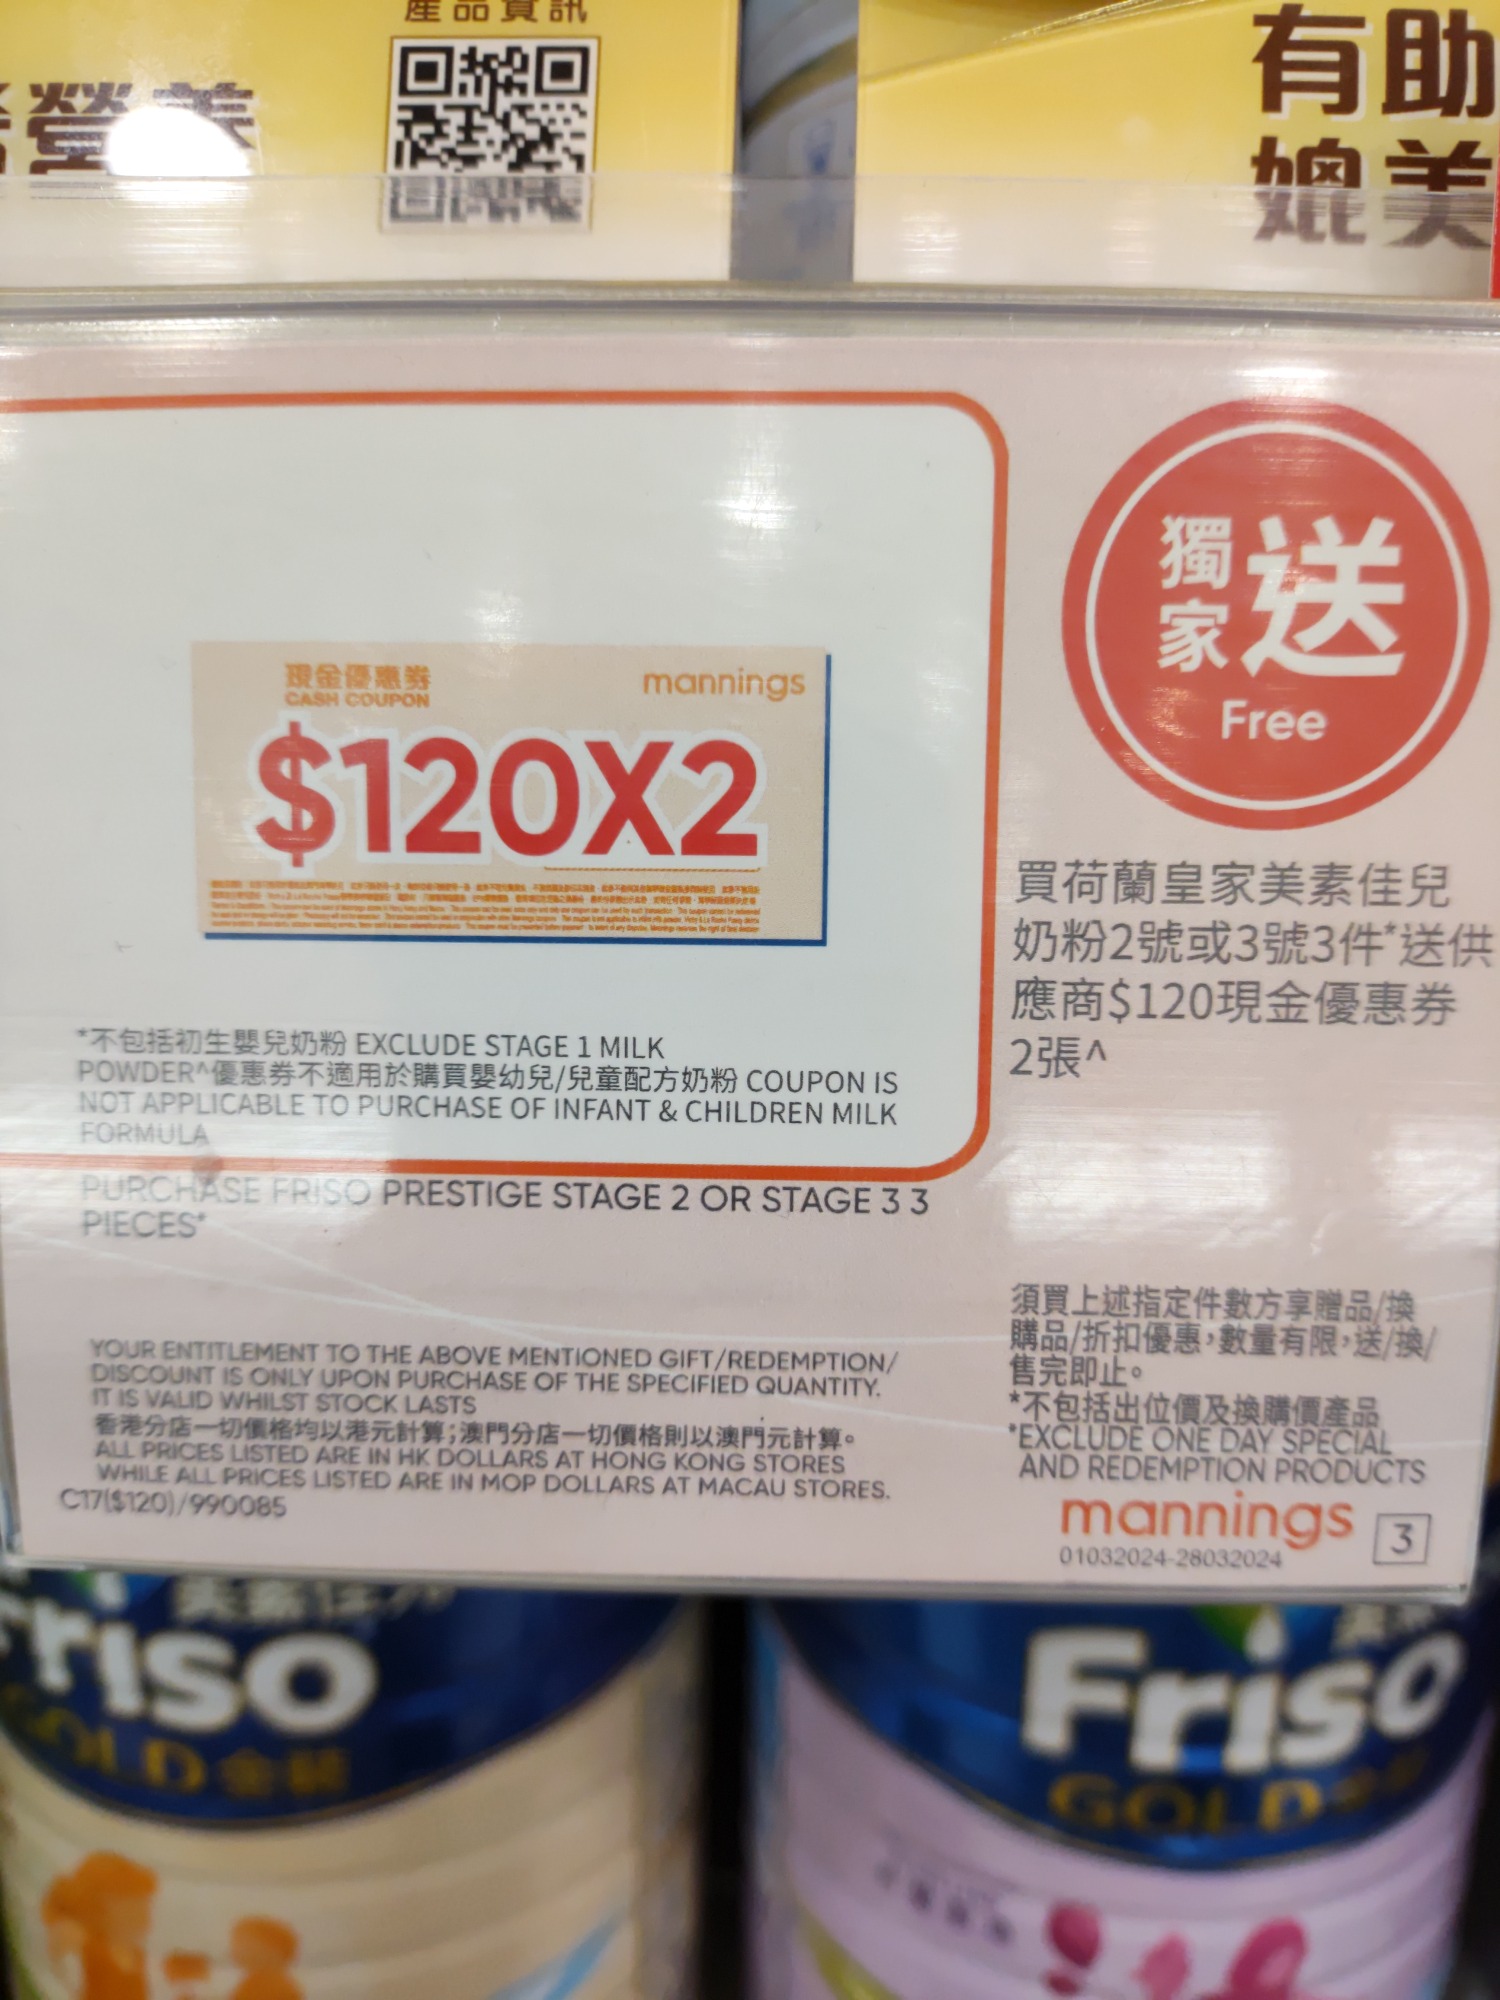 產品資訊
營養
有助
媲美
獨家送
Free
現金優惠券
CASH COUPON
mannings
$120X2
買荷蘭皇家美素佳兒
奶粉2號或3號3件*送供
應商$120現金優惠券
2張^
*不包括初生嬰兒奶粉 EXCLUDE STAGE 1 MILK
POWDER^優惠券不適用於購買嬰幼兒/兒童配方奶粉 COUPON IS
NOT APPLICABLE TO PURCHASE OF INFANT & CHILDREN MILK
FORMULA
PURCHASE FRISO PRESTIGE STAGE 2 OR STAGE 3 3
PIECES*
YOUR ENTITLEMENT TO THE ABOVE MENTIONED GIFT/REDEMPTION/
DISCOUNT IS ONLY UPON PURCHASE OF THE SPECIFIED QUANTITY.
IT IS VALID WHILST STOCK LASTS
香港分店一切價格均以港元計算;澳門分店一切價格則以澳門元計算。
ALL PRICES LISTED ARE IN HK DOLLARS AT HONG KONG STORES
WHILE ALL PRICES LISTED ARE IN MOP DOLLARS AT MACAU STORES.
C17($120)/990085
須買上述指定件數方享贈品/換
購品/折扣優惠,數量有限,送/換/
售完即止。
*不包括出位價及換購價產品
*EXCLUDE ONE DAY SPECIAL
AND REDEMPTION PRODUCTS
mannings
3
01032024-28032024
Friso
GOLD 金裝
Friso
GOLD